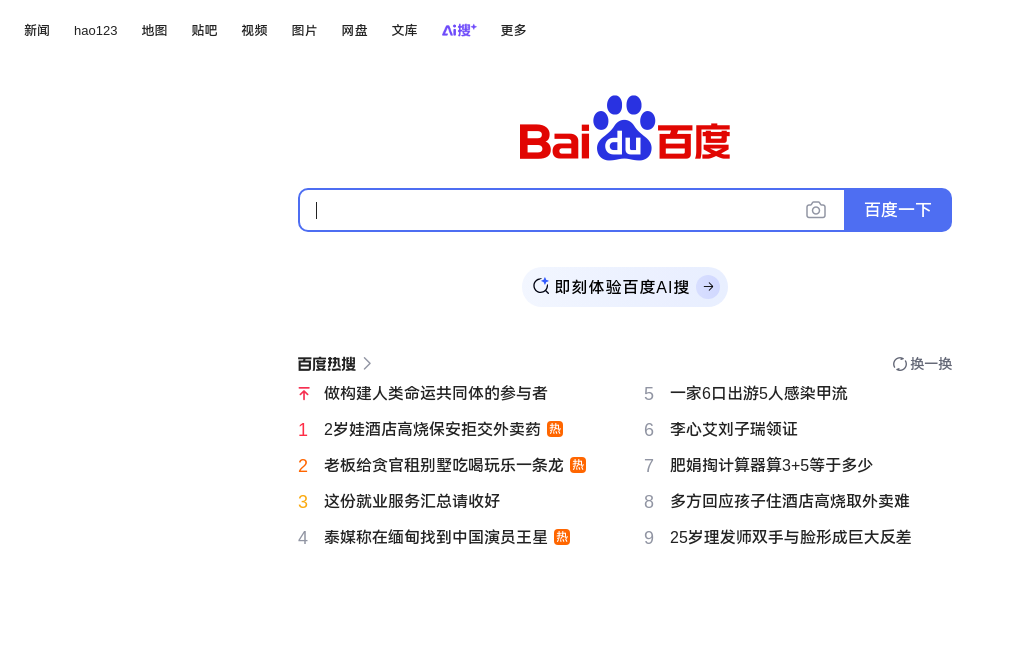 新闻 hao123 地图 贴吧 视频 图片 网盘 文库 Ai搜+ 更多
Bai du 百度
百度一下
即刻体验百度AI搜
百度热搜
换一换
做构建人类命运共同体的参与者
1 2岁娃酒店高烧保安拒交外卖药 热
2 老板给贪官租别墅吃喝玩乐一条龙 热
3 这份就业服务汇总请收好
4 泰媒称在缅甸找到中国演员王星 热
5 一家6口出游5人感染甲流
6 李心艾刘子瑞领证
7 肥娟掏计算器算3+5等于多少
8 多方回应孩子住酒店高烧取外卖难
9 25岁理发师双手与脸形成巨大反差